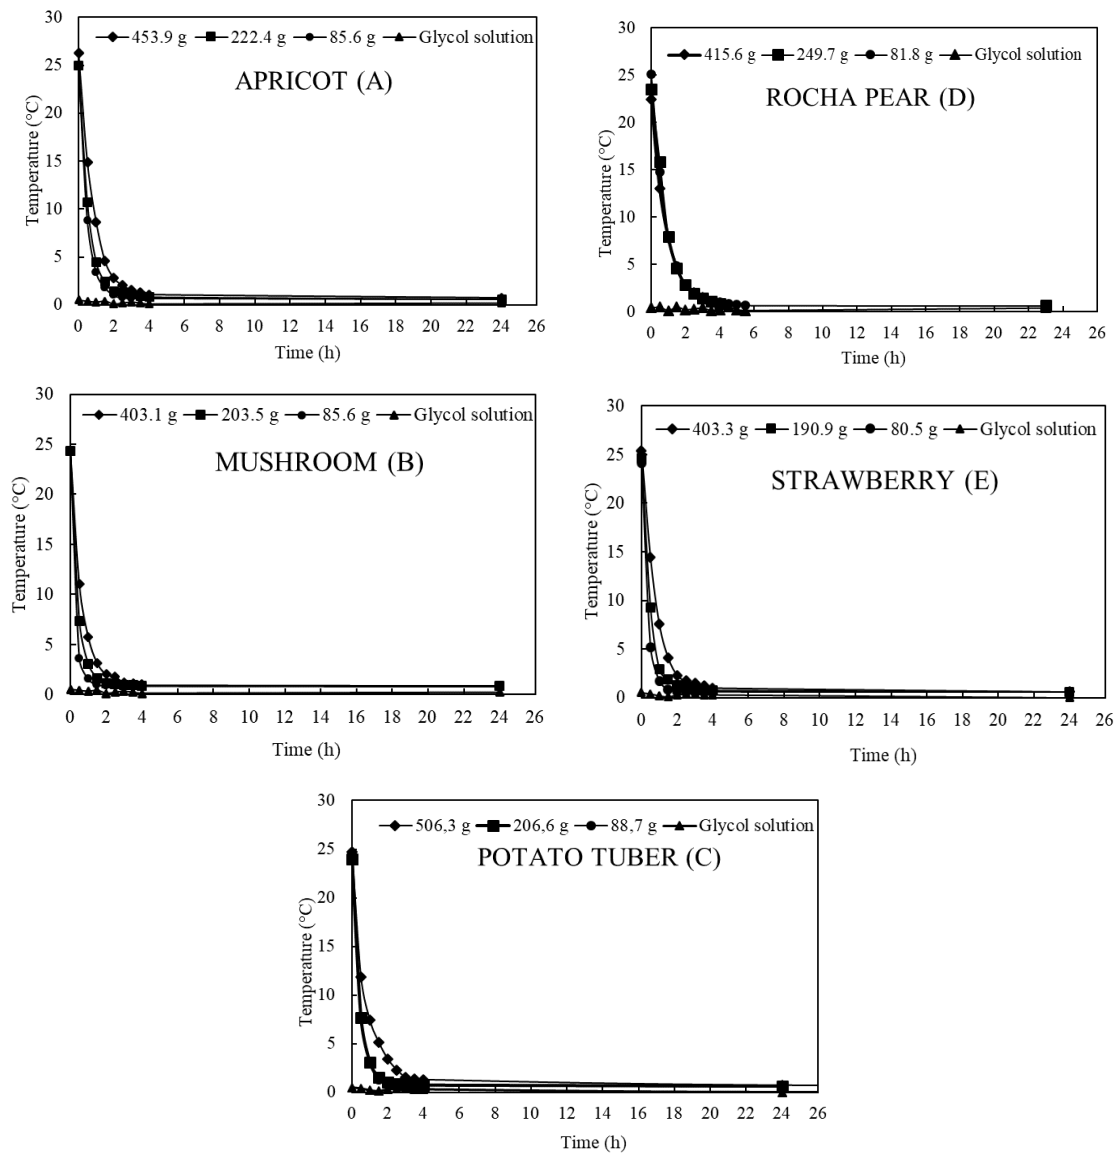 453.9 g 222.4 g 85.6 g Glycol solution
APRICOT (A)
Temperature (°C)
30
25
20
15
10
5
0
0 2 4 6 8 10 12 14 16 18 20 22 24 26
Time (h)
415.6 g 249.7 g 81.8 g Glycol solution
ROCHA PEAR (D)
Temperature (°C)
30
25
20
15
10
5
0
0 2 4 6 8 10 12 14 16 18 20 22 24 26
Time (h)
403.1 g 203.5 g 85.6 g Glycol solution
MUSHROOM (B)
Temperature (°C)
30
25
20
15
10
5
0
0 2 4 6 8 10 12 14 16 18 20 22 24 26
Time (h)
403.3 g 190.9 g 80.5 g Glycol solution
STRAWBERRY (E)
Temperature (°C)
30
25
20
15
10
5
0
0 2 4 6 8 10 12 14 16 18 20 22 24 26
Time (h)
506,3 g 206,6 g 88,7 g Glycol solution
POTATO TUBER (C)
Temperature (°C)
30
25
20
15
10
5
0
0 2 4 6 8 10 12 14 16 18 20 22 24 26
Time (h)